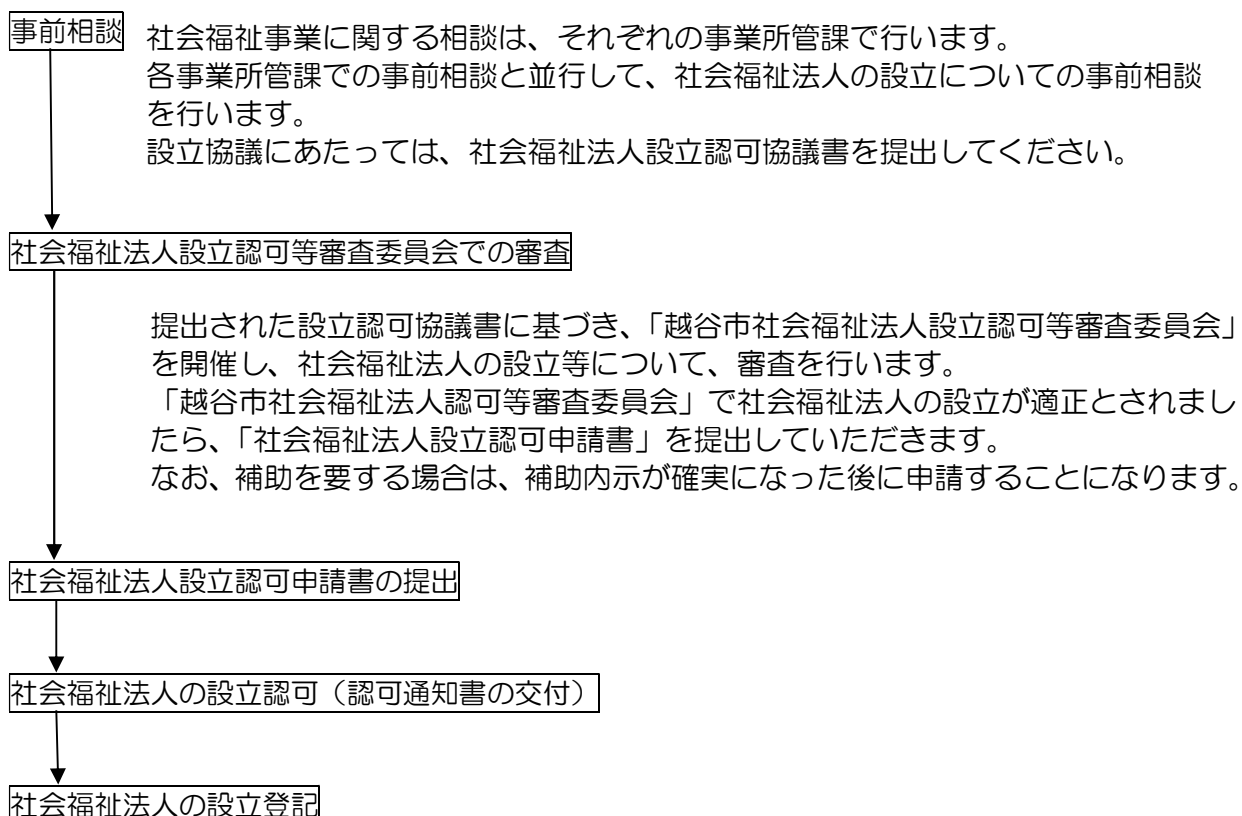 事前相談
社会福祉事業に関する相談は、それぞれの事業所管課で行います。
各事業所管課での事前相談と並行して、社会福祉法人の設立についての事前相談
を行います。
設立協議にあたっては、社会福祉法人設立認可協議書を提出してください。
社会福祉法人設立認可等審査委員会での審査
提出された設立認可協議書に基づき、「越谷市社会福祉法人設立認可等審査委員会」
を開催し、社会福祉法人の設立等について、審査を行います。
「越谷市社会福祉法人認可等審査委員会」で社会福祉法人の設立が適正とされまし
たら、「社会福祉法人設立認可申請書」を提出していただきます。
なお、補助を要する場合は、補助内示が確実になった後に申請することになります。
社会福祉法人設立認可申請書の提出
社会福祉法人の設立認可（認可通知書の交付）
社会福祉法人の設立登記